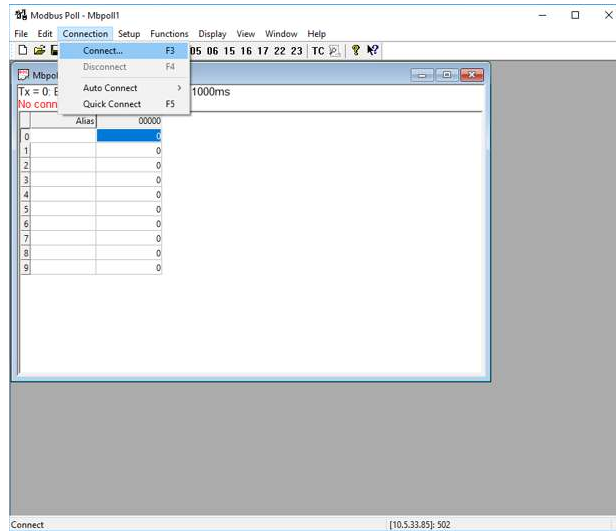 Modbus Poll - Mbpoll1
File Edit Connection Setup Functions Display View Window Help
05 06 15 16 17 22 23 TC
Connect... F3
Disconnect F4
Auto Connect >
Quick Connect F5
Tx = 0: 1000ms
Alias 00000
0 0
1 0
2 0
3 0
4 0
5 0
6 0
7 0
8 0
9 0
Connect [10.5.33.85]: 502